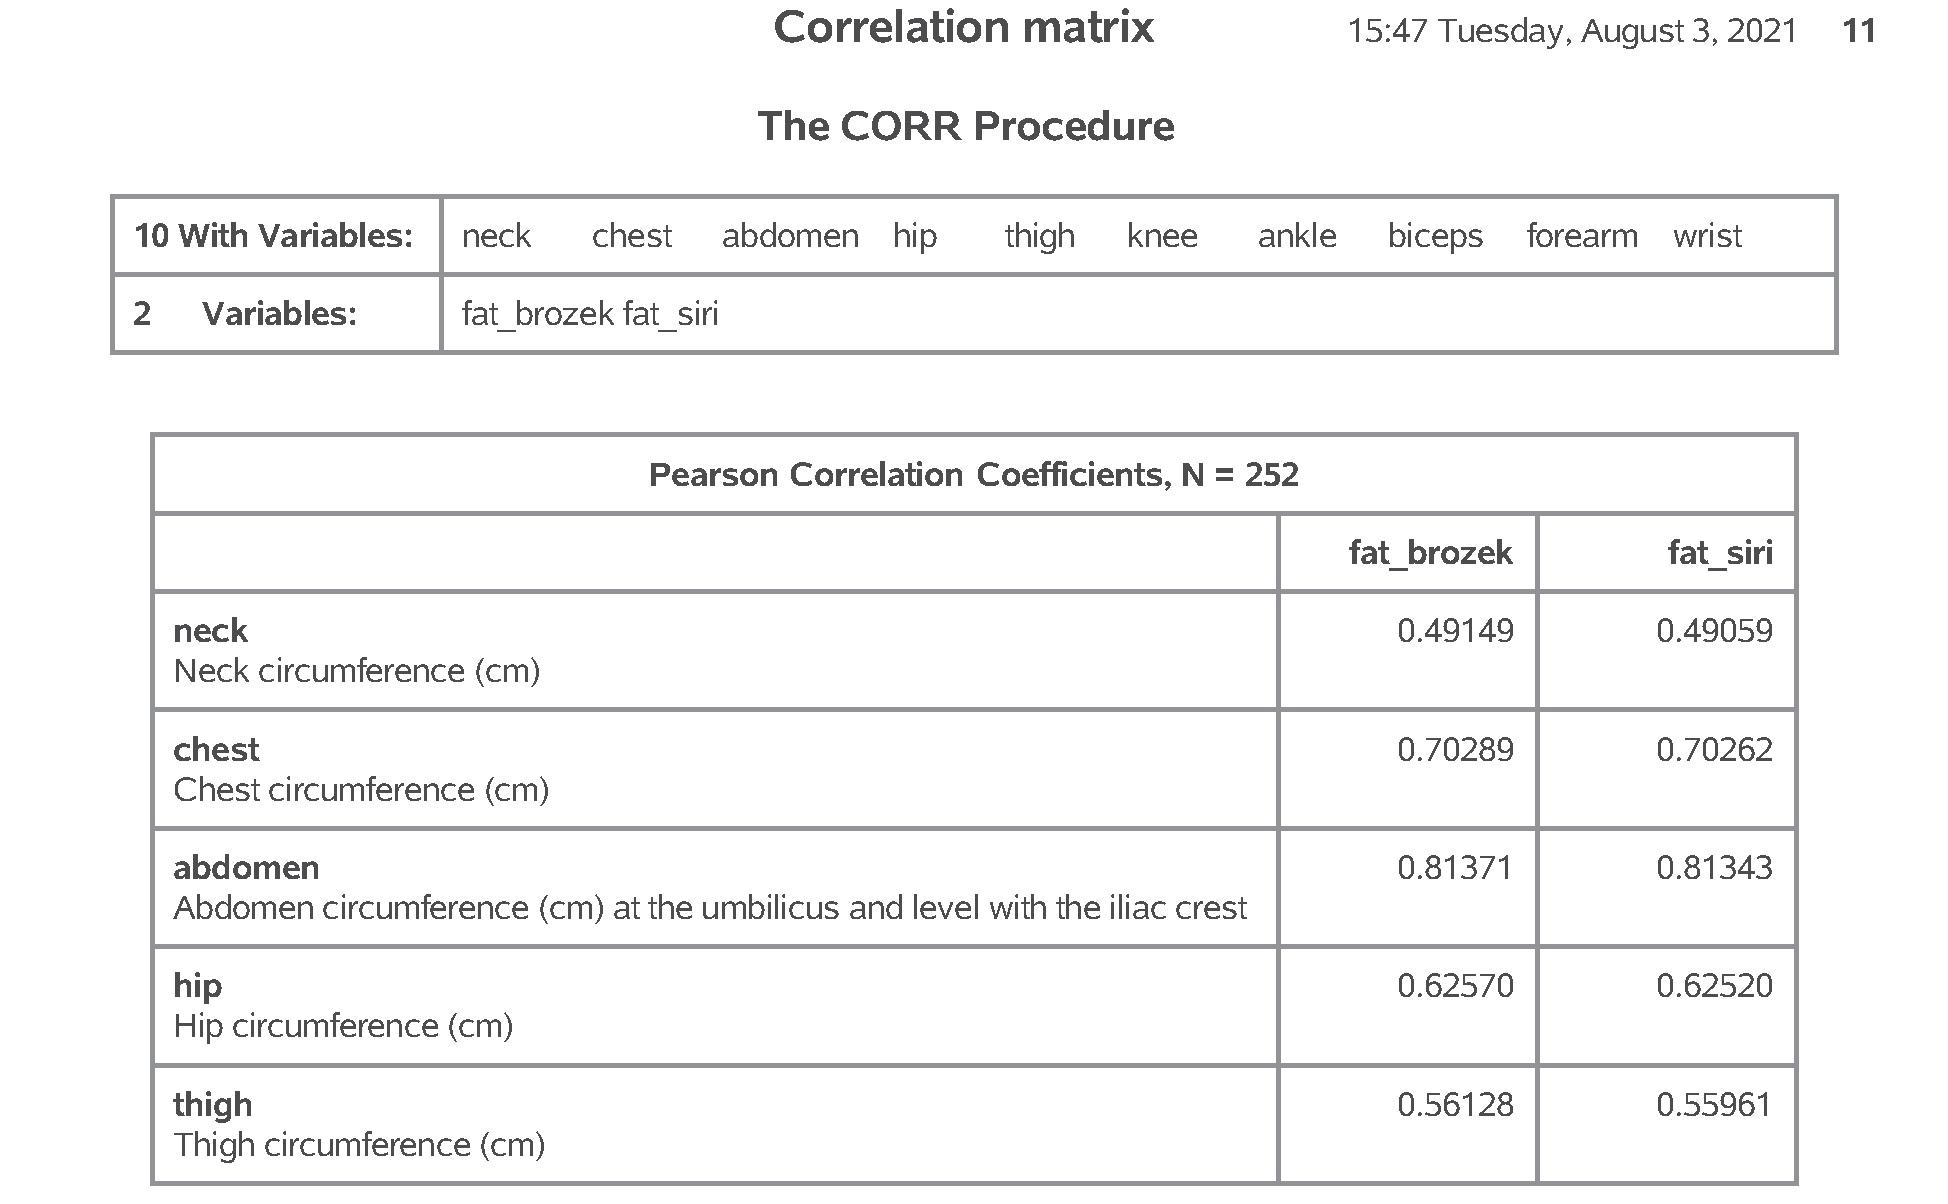 Correlation matrix 15:47 Tuesday, August 3, 2021 11
The CORR Procedure
10 With Variables: neck chest abdomen hip thigh knee ankle biceps forearm wrist
2 Variables: fat_brozek fat_siri
Pearson Correlation Coefficients, N = 252
fat_brozek fat_siri
neck 0.49149 0.49059
Neck circumference (cm)
chest 0.70289 0.70262
Chest circumference (cm)
abdomen 0.81371 0.81343
Abdomen circumference (cm) at the umbilicus and level with the iliac crest
hip 0.62570 0.62520
Hip circumference (cm)
thigh 0.56128 0.55961
Thigh circumference (cm)